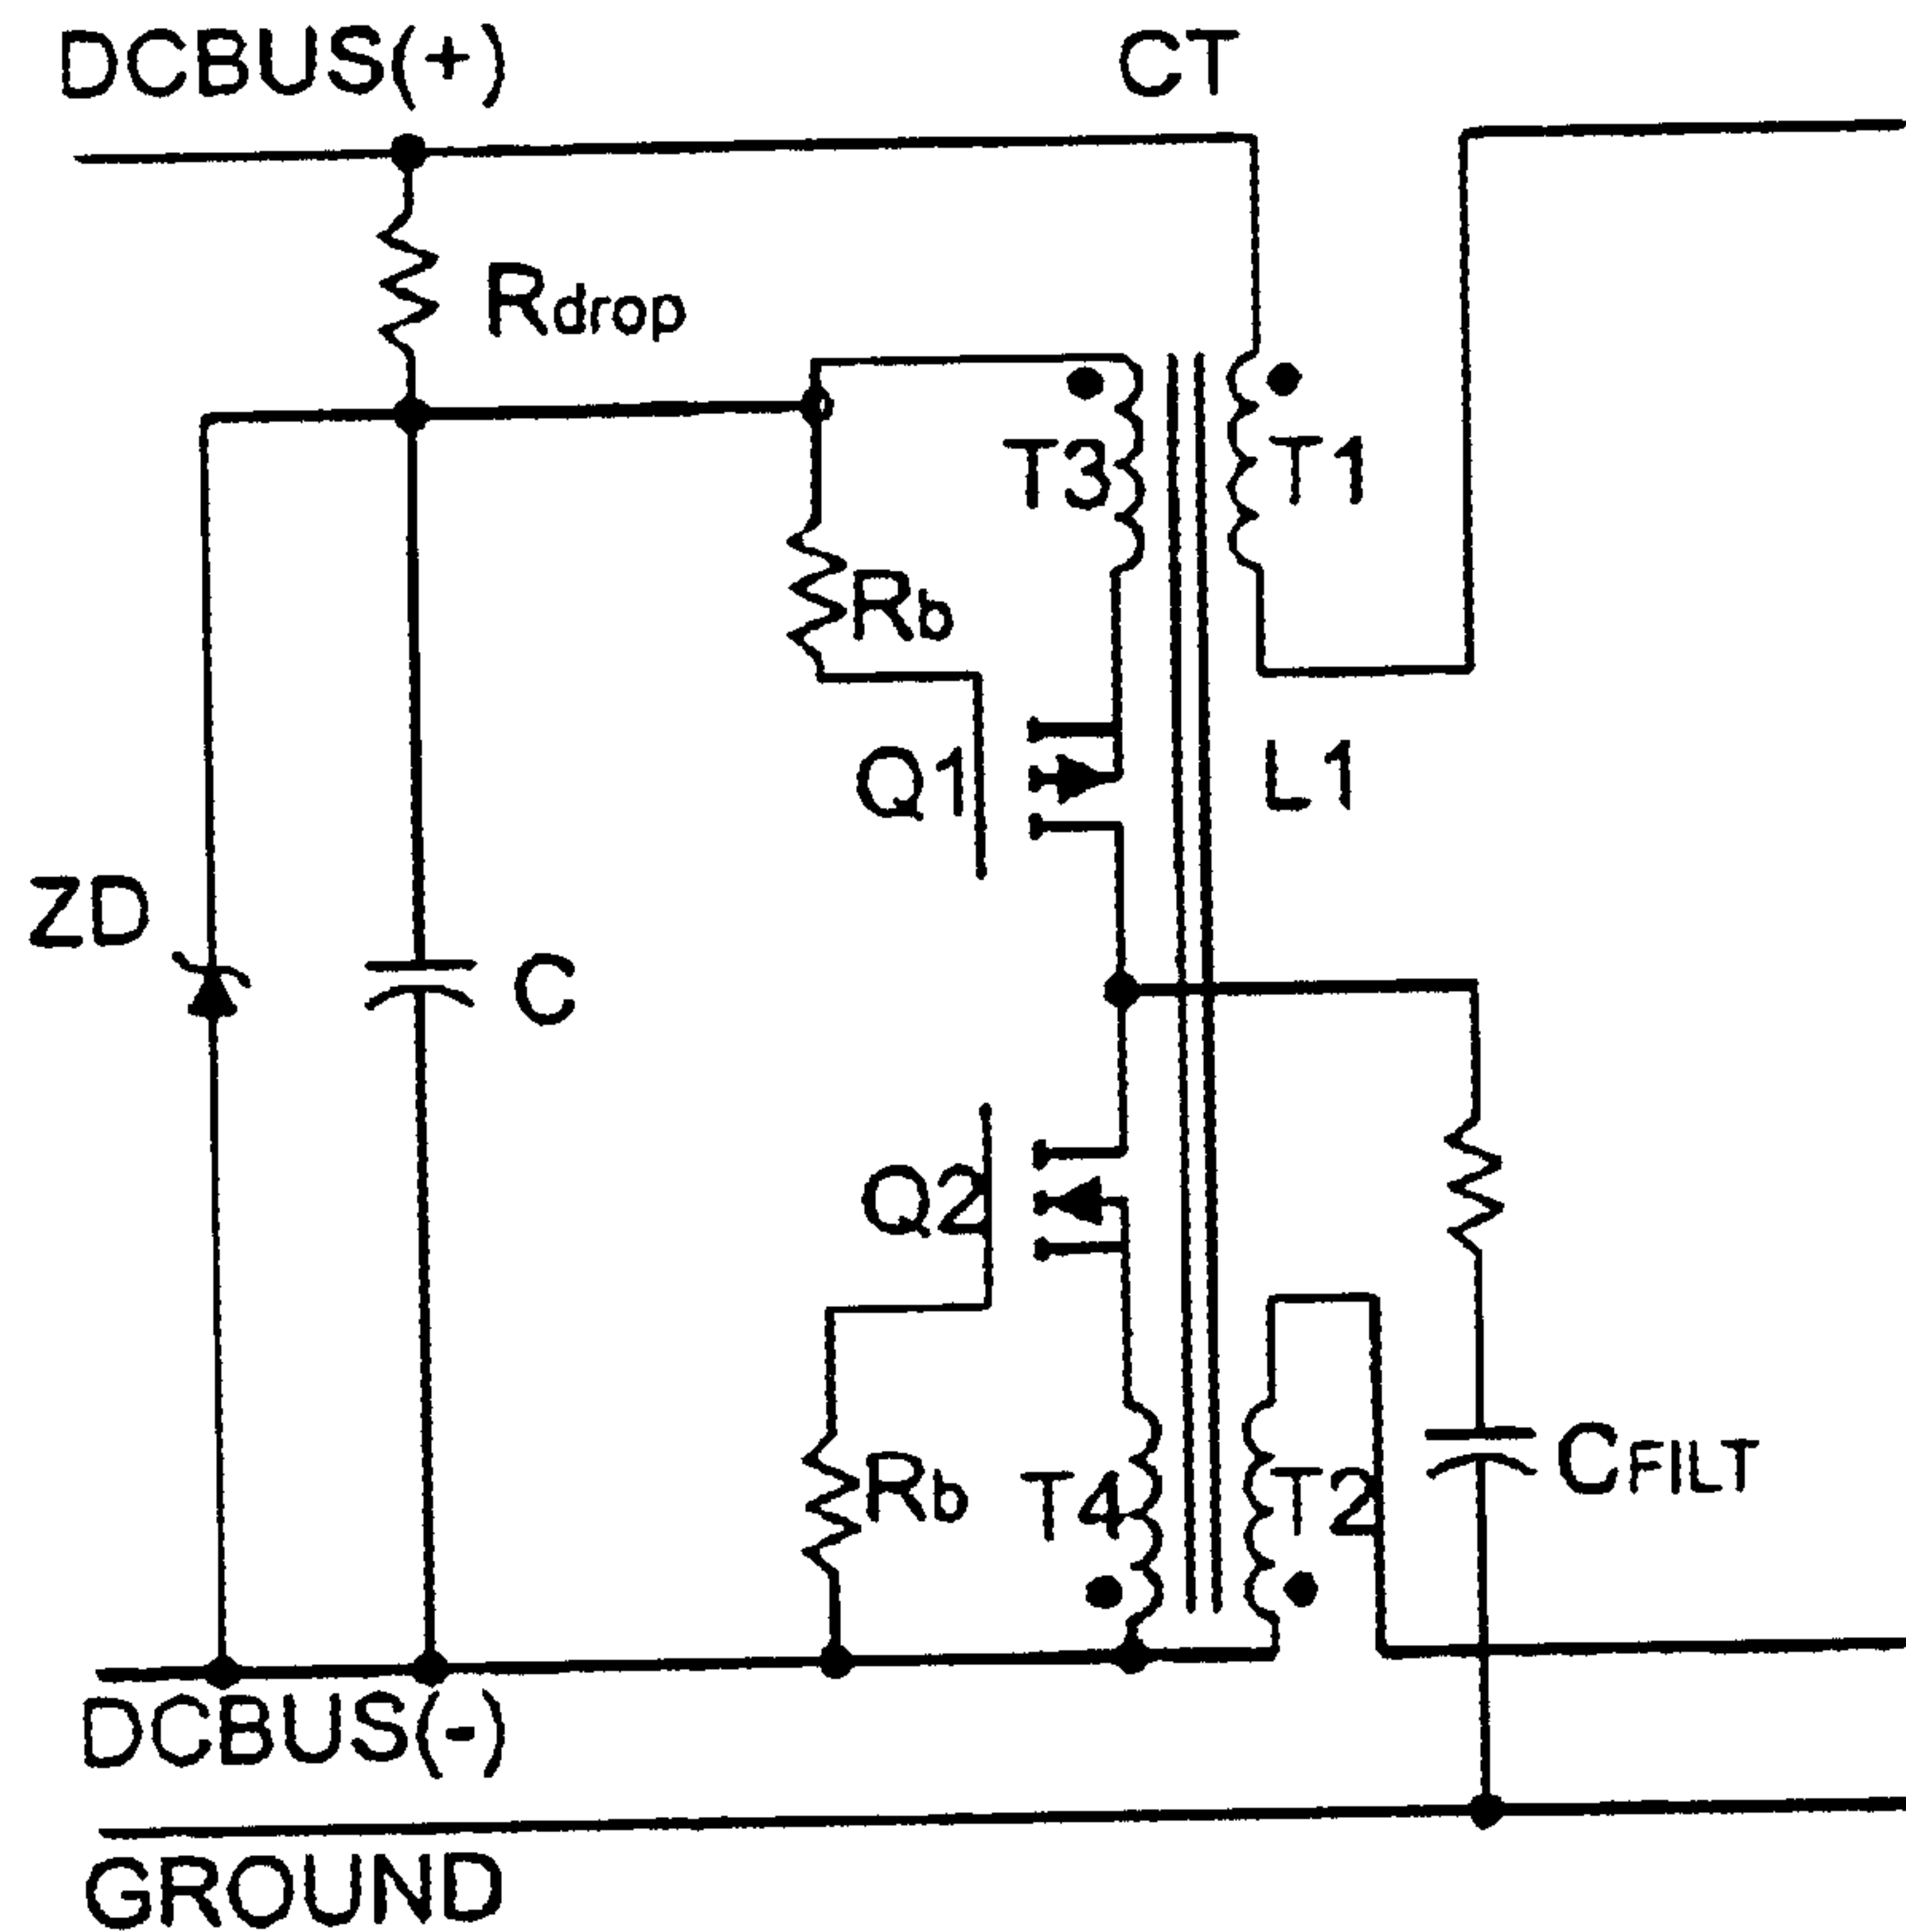 DCBUS(+)
CT
Rdrop
T3
T1
Rb
Q1
L1
ZD
C
Q2
Rb
T4
T2
CFILT
DCBUS(-)
GROUND